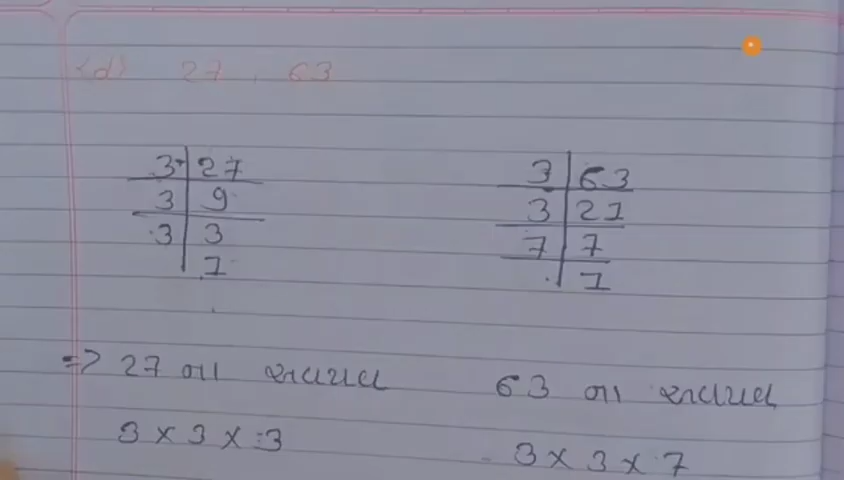 (d) 27, 63
3 27
3 9
3 3
1
3 63
3 21
7 7
1
=> 27 ના અવયવ
3 x 3 x 3
63 ના અવયવ
3 x 3 x 7